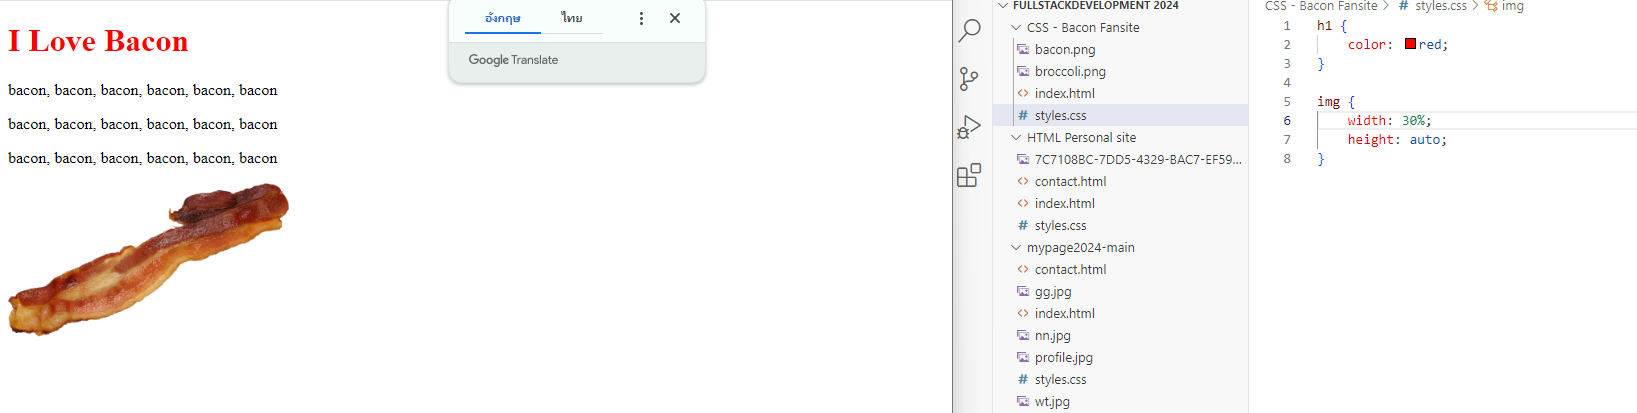 I Love Bacon
bacon, bacon, bacon, bacon, bacon, bacon
bacon, bacon, bacon, bacon, bacon, bacon
bacon, bacon, bacon, bacon, bacon, bacon
อังกฤษ ไทย
Google Translate
FULLSTACKDEVELOPMENT 2024
CSS - Bacon Fansite
bacon.png
broccoli.png
index.html
styles.css
HTML Personal site
7C7108BC-7DD5-4329-BAC7-EF59...
contact.html
index.html
styles.css
mypage2024-main
contact.html
gg.jpg
index.html
nn.jpg
profile.jpg
styles.css
wt.jpg
CSS - Bacon Fansite > # styles.css > img
1 h1 {
2 color: red;
3 }
4
5 img {
6 width: 30%;
7 height: auto;
8 }